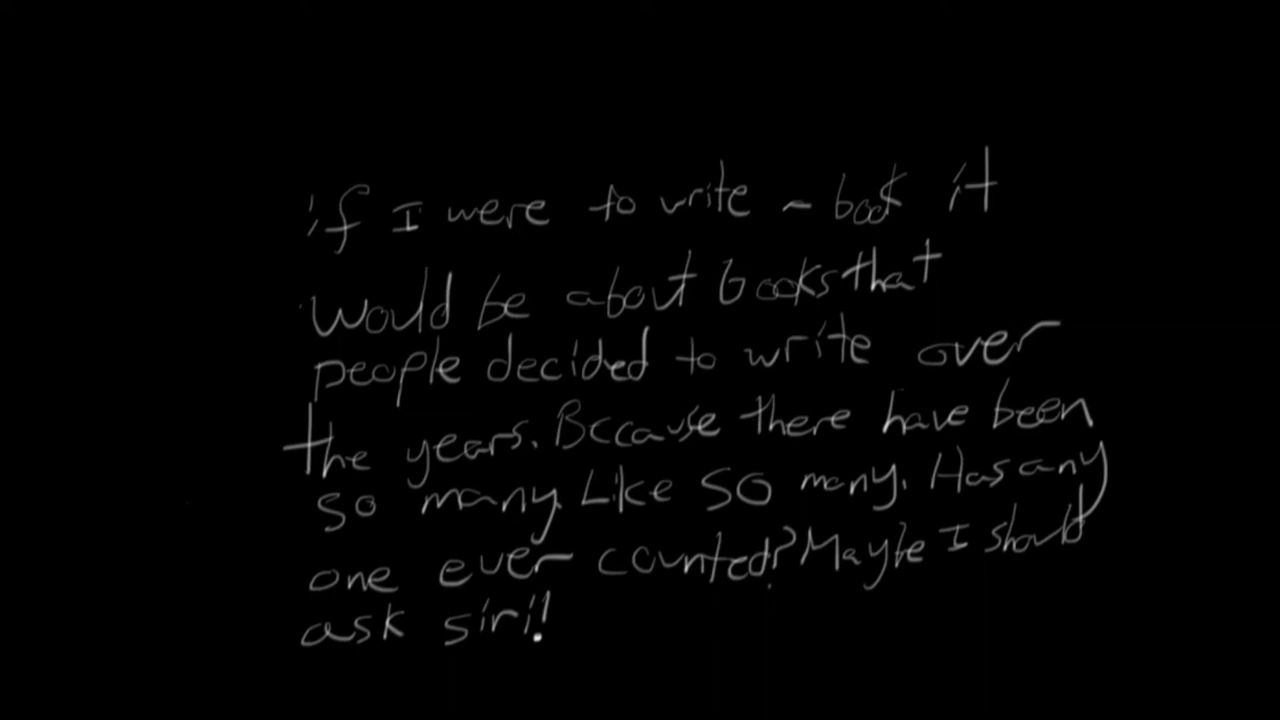 if I were to write a book it
would be about books that
people decided to write over
the years. Because there have been
so many. Like SO many. Has any
one ever counted? Maybe I should
ask siri!